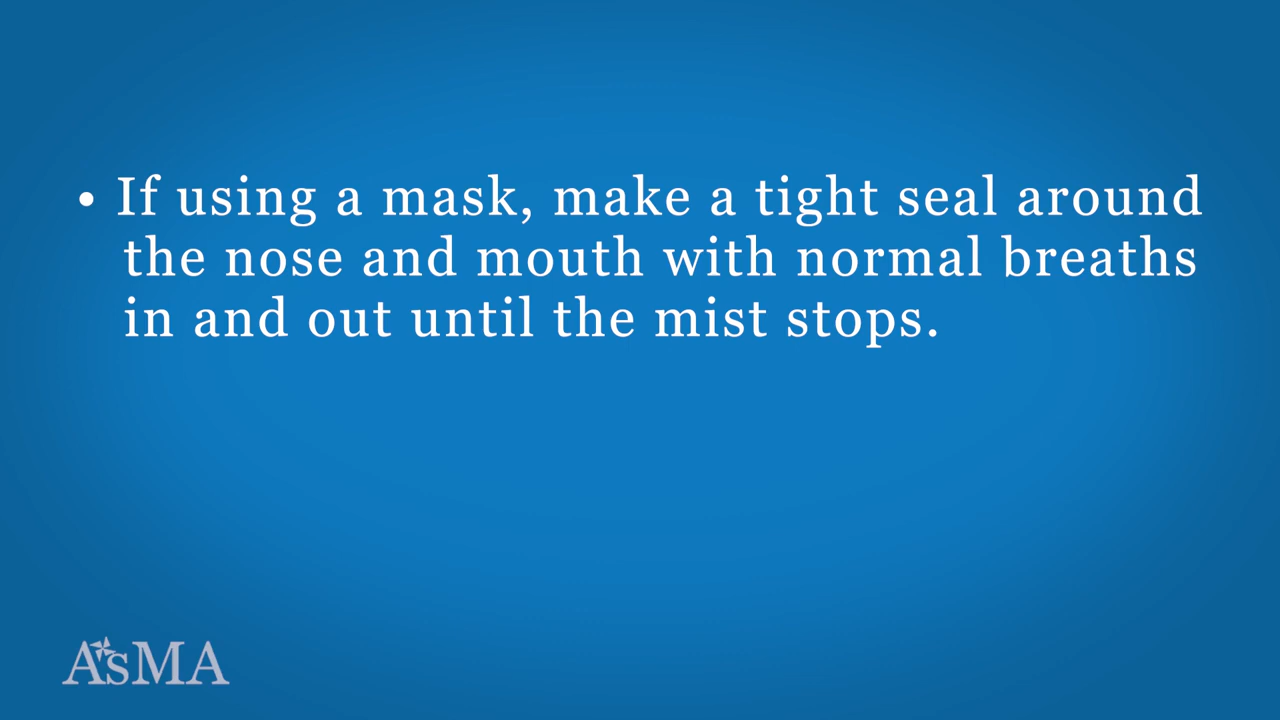 • If using a mask, make a tight seal around
the nose and mouth with normal breaths
in and out until the mist stops.
AsMA